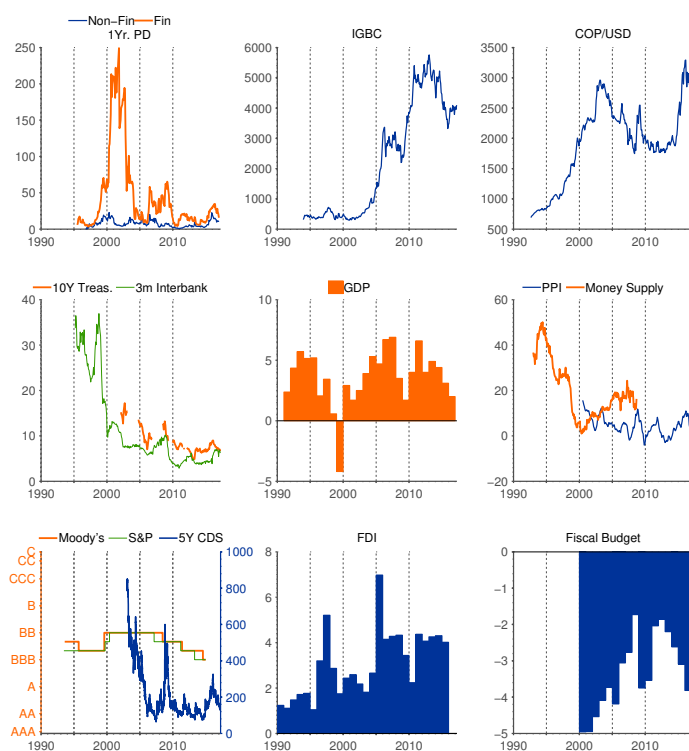 Non−Fin Fin
1Yr. PD
250
200
150
100
50
0
1990 2000 2010
IGBC
6000
5000
4000
3000
2000
1000
0
1990 2000 2010
COP/USD
3500
3000
2500
2000
1500
1000
500
1990 2000 2010
10Y Treas. 3m Interbank
40
30
20
10
0
1990 2000 2010
GDP
10
5
0
−5
1990 2000 2010
PPI Money Supply
60
40
20
0
−20
1990 2000 2010
Moody's S&P 5Y CDS
C
CC
CCC
B
BB
BBB
A
AA
AAA
1000
800
600
400
200
0
1990 2000 2010
FDI
8
6
4
2
0
1990 2000 2010
Fiscal Budget
0
−1
−2
−3
−4
−5
1990 2000 2010